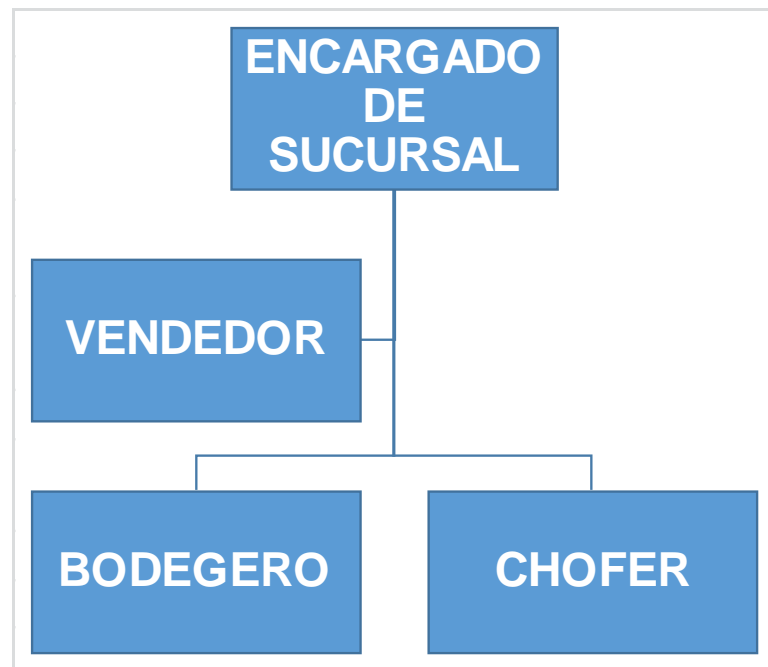 ENCARGADO
DE
SUCURSAL
VENDEDOR
BODEGERO
CHOFER